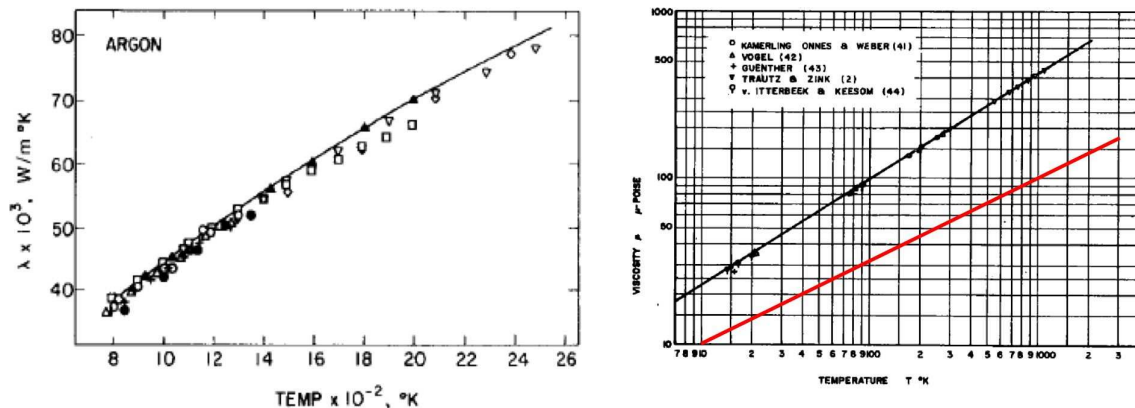 ARGON
80
70
60
50
40
λ x 10³, W/m °K
8 10 12 14 16 18 20 22 24 26
TEMP x 10⁻², °K
1000
500
100
50
10
VISCOSITY μ μ-POISE
KAMERLING ONNES & WEBER (41)
VOGEL (42)
GUENTHER (43)
TRAUTZ & ZINK (2)
v. ITTERBEEK & KEESOM (44)
7 8 9 10 2 3 4 5 6 7 8 9 100 2 3 4 5 6 7 8 9 1000 2 3
TEMPERATURE T °K